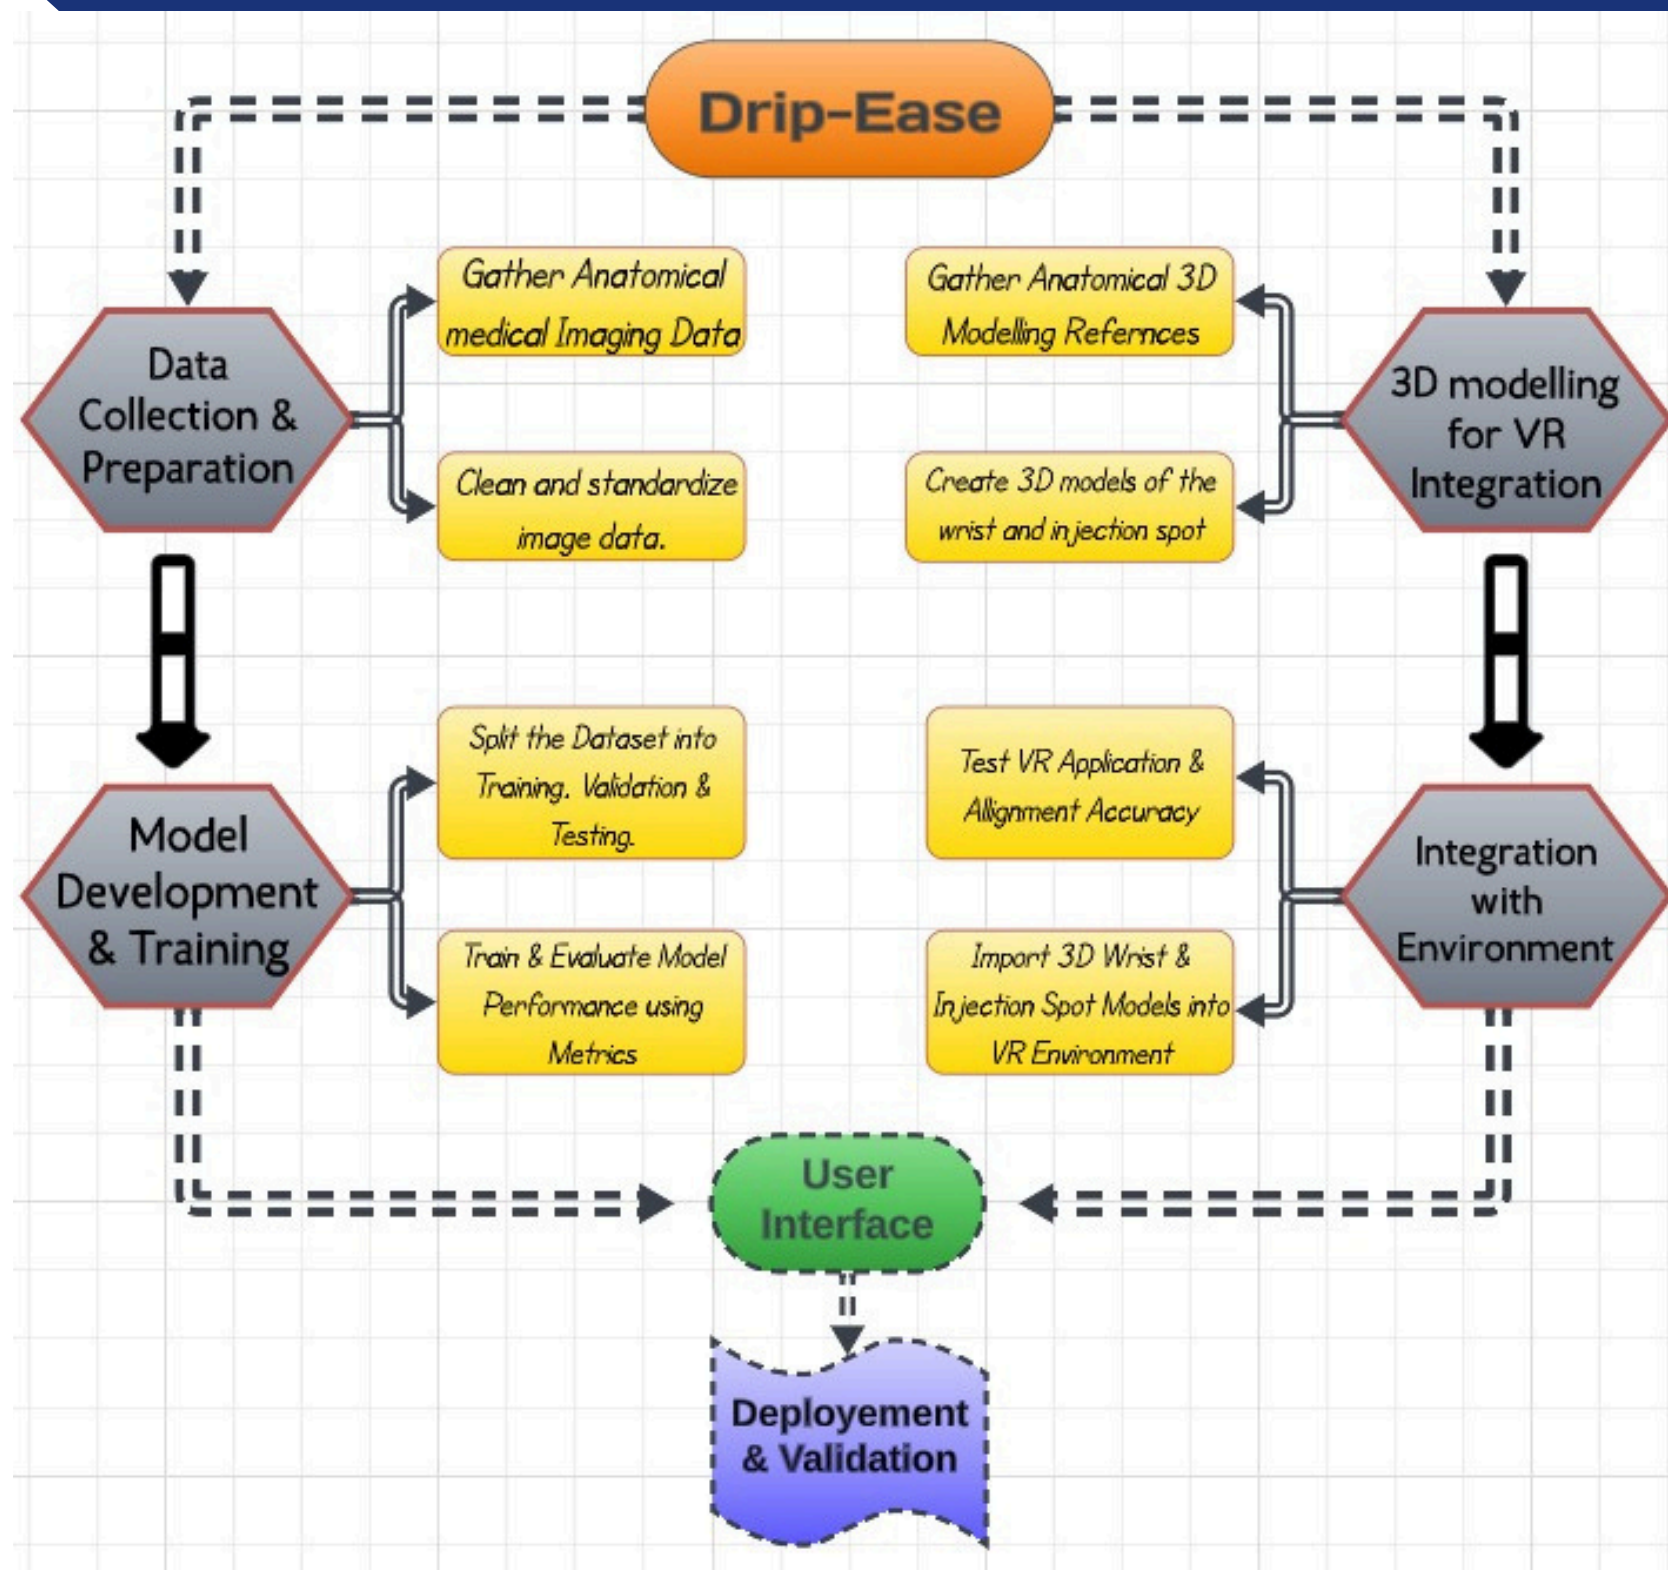 Drip-Ease
Data
Collection &
Preparation
Gather Anatomical
medical Imaging Data
Clean and standardize
image data.
Gather Anatomical 3D
Modelling Refernces
Create 3D models of the
wrist and injection spot
3D modelling
for VR
Integration
Model
Development
& Training
Split the Dataset into
Training, Validation &
Testing.
Train & Evaluate Model
Performance using
Metrics
Test VR Application &
Allignment Accuracy
Import 3D Wrist &
Injection Spot Models into
VR Environment
Integration
with
Environment
User
Interface
Deployement
& Validation